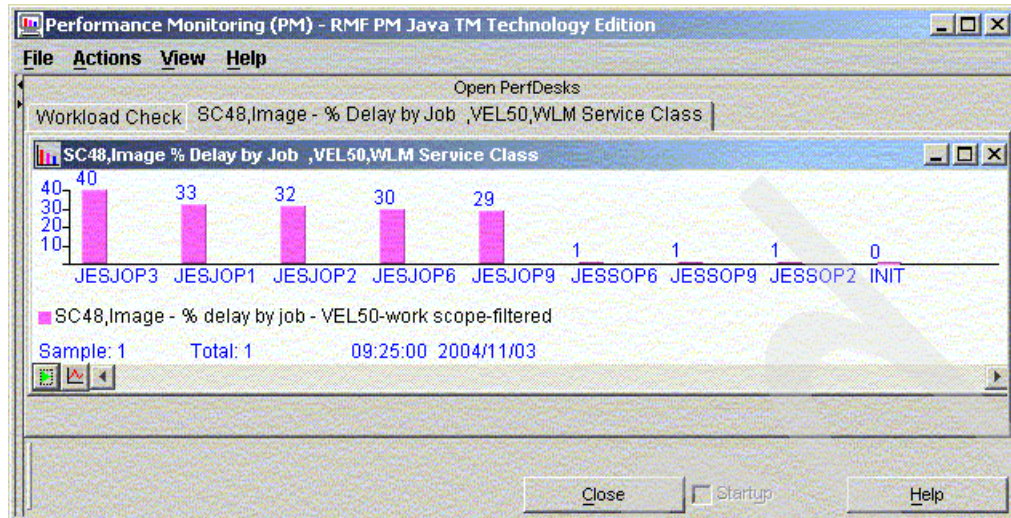 Performance Monitoring (PM) - RMF PM Java TM Technology Edition
File Actions View Help
Open PerfDesks
Workload Check SC48,Image - % Delay by Job ,VEL50,WLM Service Class
SC48,Image % Delay by Job ,VEL50,WLM Service Class
40
30
20
10
40 33 32 30 29 1 1 1 0
JESJOP3 JESJOP1 JESJOP2 JESJOP6 JESJOP9 JESSOP6 JESSOP9 JESSOP2 INIT
SC48,Image - % delay by job - VEL50-work scope-filtered
Sample: 1 Total: 1 09:25:00 2004/11/03
Close Startup Help